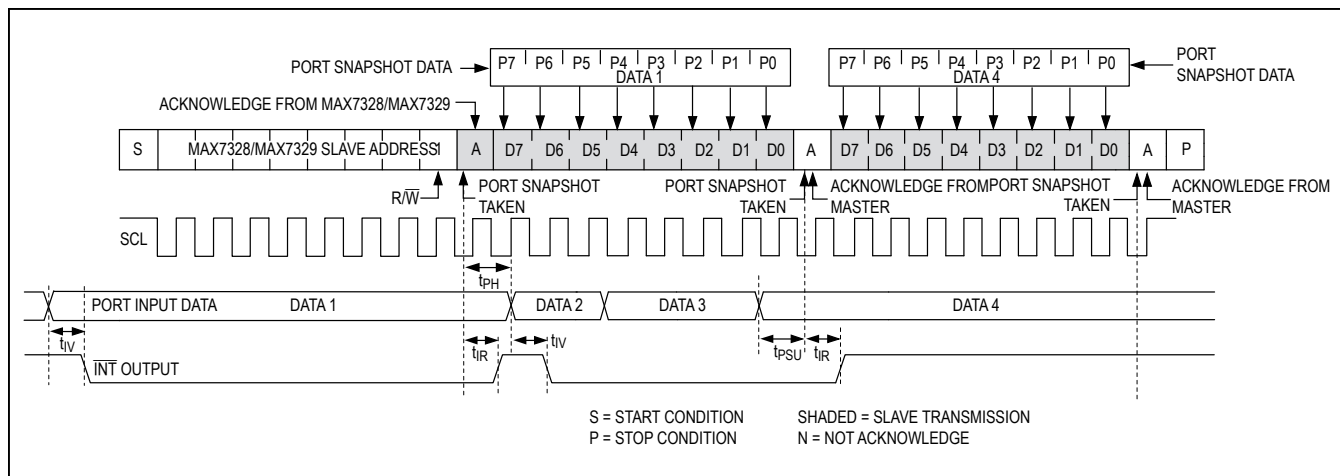 PORT SNAPSHOT DATA
P7 P6 P5 P4 P3 P2 P1 P0
DATA 1
P7 P6 P5 P4 P3 P2 P1 P0
DATA 4
PORT
SNAPSHOT DATA
ACKNOWLEDGE FROM MAX7328/MAX7329
S MAX7328/MAX7329 SLAVE ADDRESS 1 A D7 D6 D5 D4 D3 D2 D1 D0 A D7 D6 D5 D4 D3 D2 D1 D0 A P
R/W̅
PORT SNAPSHOT
TAKEN
PORT SNAPSHOT
TAKEN
ACKNOWLEDGE FROM
MASTER
PORT SNAPSHOT
TAKEN
ACKNOWLEDGE FROM
MASTER
SCL
tPH
PORT INPUT DATA DATA 1 DATA 2 DATA 3 DATA 4
tIV tIR tIV tPSU tIR
I̅N̅T̅ OUTPUT
S = START CONDITION SHADED = SLAVE TRANSMISSION
P = STOP CONDITION N = NOT ACKNOWLEDGE